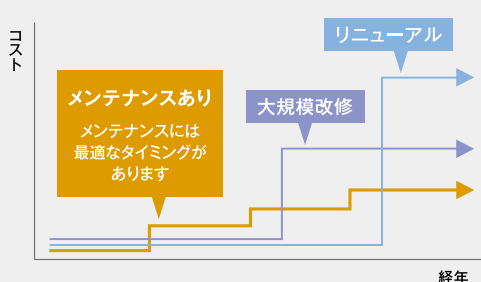 コスト
リニューアル
メンテナンスあり
メンテナンスには
最適なタイミングが
あります
大規模改修
経年